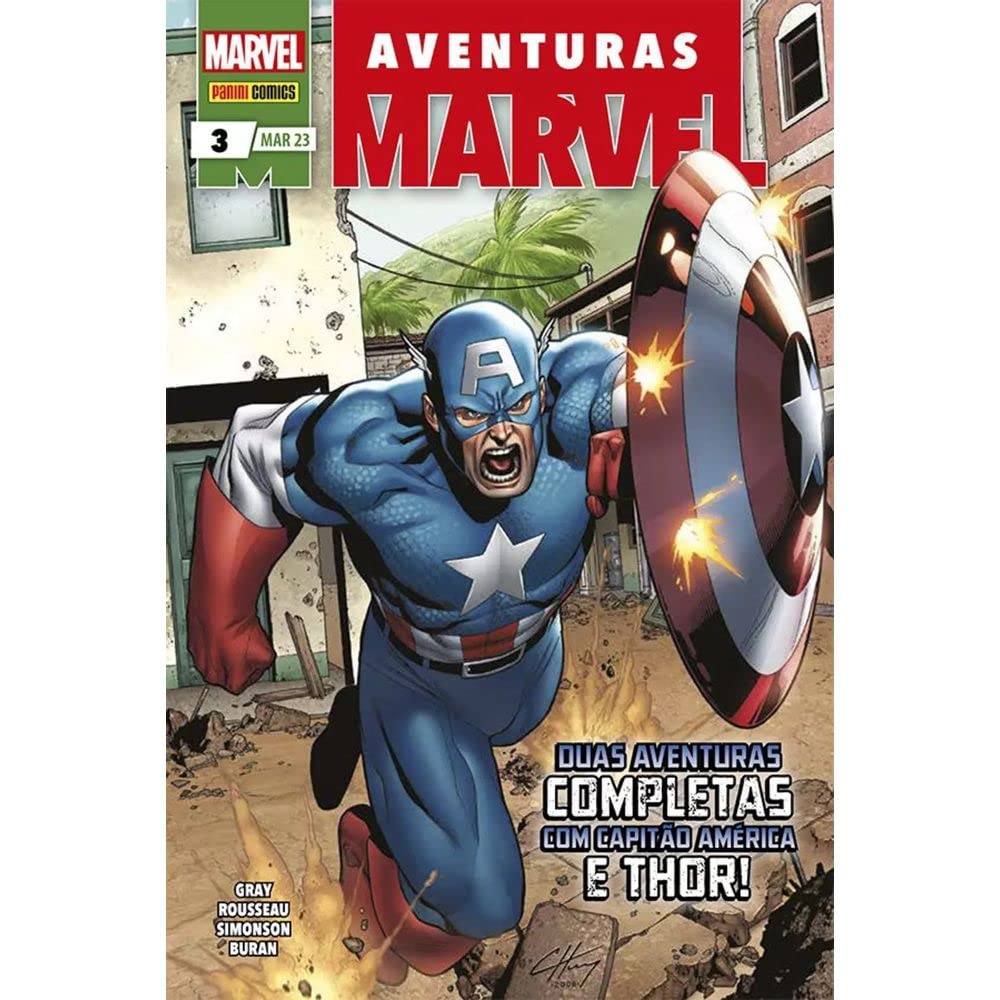 MARVEL
PANINI COMICS
3 MAR 23
M
AVENTURAS
MARVEL
A
DUAS AVENTURAS
COMPLETAS
COM CAPITÃO AMÉRICA
E THOR!
GRAY
ROUSSEAU
SIMONSON
BURAN